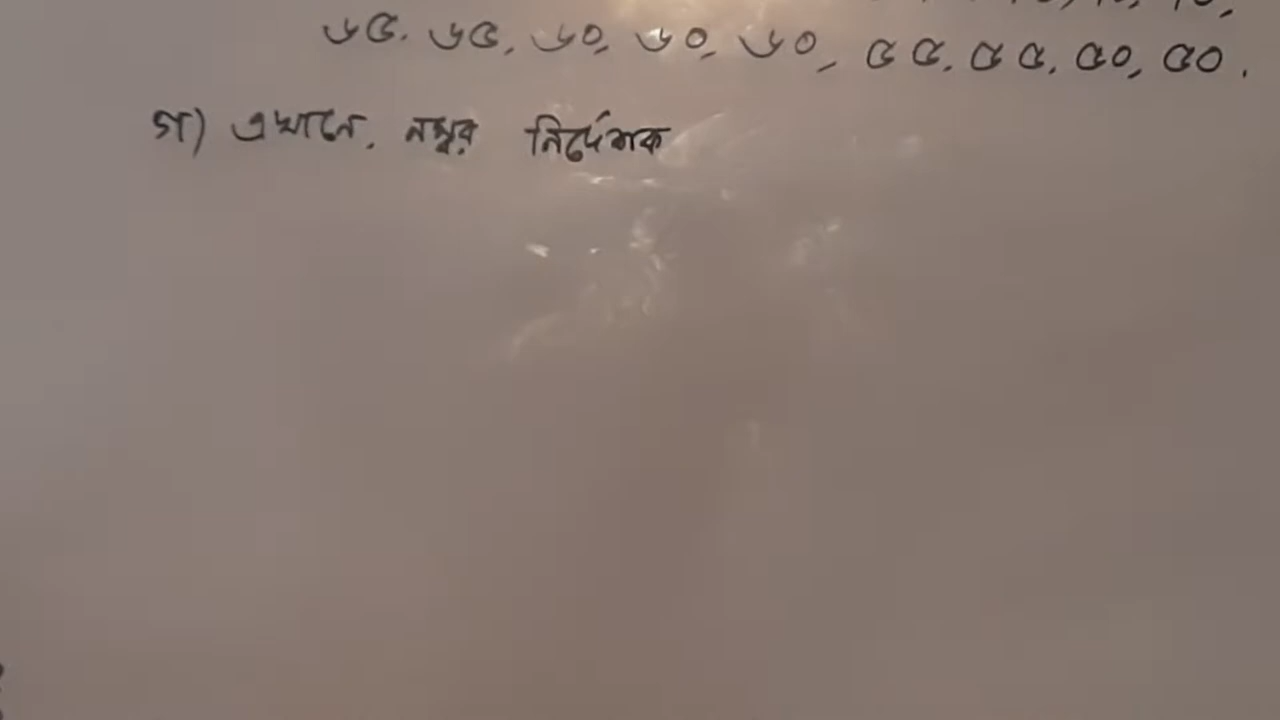 ৬৫, ৬৫, ৬০, ৬০, ৬০, ৫৫, ৫৫, ৫০, ৫০.
গ) এখানে, নম্বর নির্দেশক